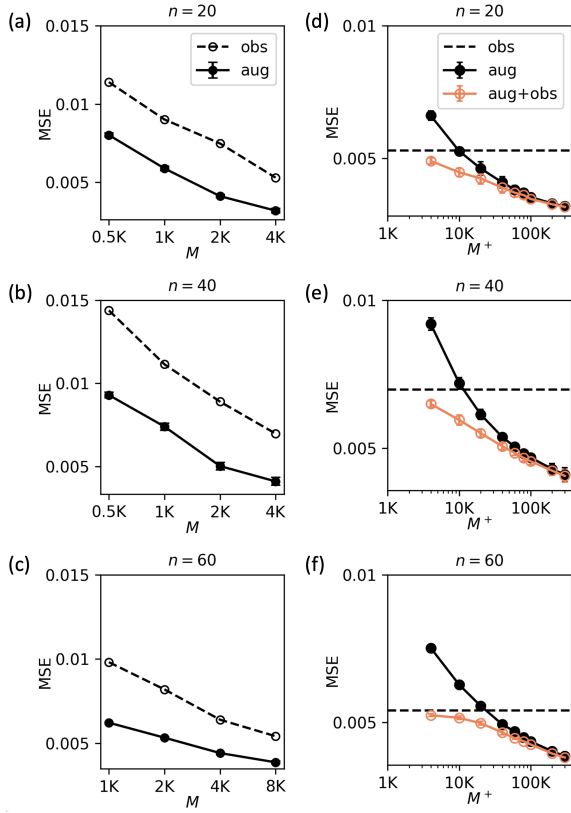 (a)
n = 20
0.015
0.010
0.005
MSE
obs
aug
0.5K 1K 2K 4K
M
(d)
n = 20
0.01
0.005
MSE
obs
aug
aug+obs
1K 10K 100K
M+
(b)
n = 40
0.015
0.010
0.005
MSE
0.5K 1K 2K 4K
M
(e)
n = 40
0.01
0.005
MSE
1K 10K 100K
M+
(c)
n = 60
0.015
0.01
0.005
MSE
1K 2K 4K 8K
M
(f)
n = 60
0.01
0.005
MSE
1K 10K 100K
M+